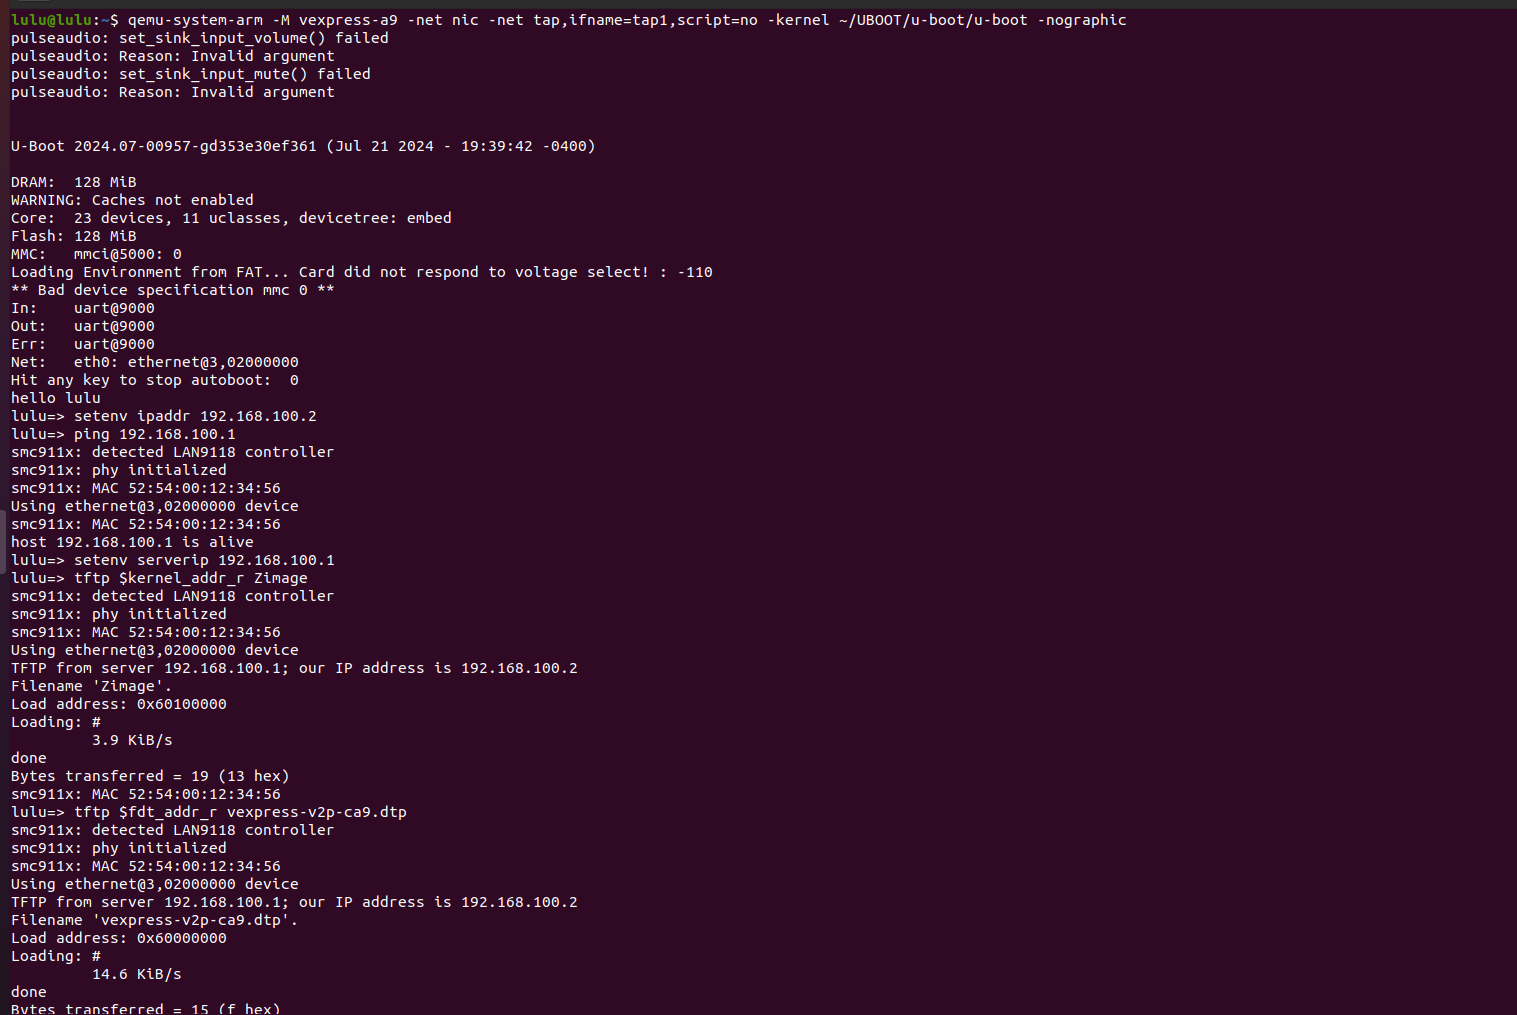 lulu@lulu:~$ qemu-system-arm -M vexpress-a9 -net nic -net tap,ifname=tap1,script=no -kernel ~/UBOOT/u-boot/u-boot -nographic
pulseaudio: set_sink_input_volume() failed
pulseaudio: Reason: Invalid argument
pulseaudio: set_sink_input_mute() failed
pulseaudio: Reason: Invalid argument
U-Boot 2024.07-00957-gd353e30ef361 (Jul 21 2024 - 19:39:42 -0400)
DRAM:  128 MiB
WARNING: Caches not enabled
Core:  23 devices, 11 uclasses, devicetree: embed
Flash: 128 MiB
MMC:   mmci@5000: 0
Loading Environment from FAT... Card did not respond to voltage select! : -110
** Bad device specification mmc 0 **
In:    uart@9000
Out:   uart@9000
Err:   uart@9000
Net:   eth0: ethernet@3,02000000
Hit any key to stop autoboot:  0
hello lulu
lulu=> setenv ipaddr 192.168.100.2
lulu=> ping 192.168.100.1
smc911x: detected LAN9118 controller
smc911x: phy initialized
smc911x: MAC 52:54:00:12:34:56
Using ethernet@3,02000000 device
smc911x: MAC 52:54:00:12:34:56
host 192.168.100.1 is alive
lulu=> setenv serverip 192.168.100.1
lulu=> tftp $kernel_addr_r Zimage
smc911x: detected LAN9118 controller
smc911x: phy initialized
smc911x: MAC 52:54:00:12:34:56
Using ethernet@3,02000000 device
TFTP from server 192.168.100.1; our IP address is 192.168.100.2
Filename 'Zimage'.
Load address: 0x60100000
Loading: #
3.9 KiB/s
done
Bytes transferred = 19 (13 hex)
smc911x: MAC 52:54:00:12:34:56
lulu=> tftp $fdt_addr_r vexpress-v2p-ca9.dtp
smc911x: detected LAN9118 controller
smc911x: phy initialized
smc911x: MAC 52:54:00:12:34:56
Using ethernet@3,02000000 device
TFTP from server 192.168.100.1; our IP address is 192.168.100.2
Filename 'vexpress-v2p-ca9.dtp'.
Load address: 0x60000000
Loading: #
14.6 KiB/s
done
Bytes transferred = 15 (f hex)